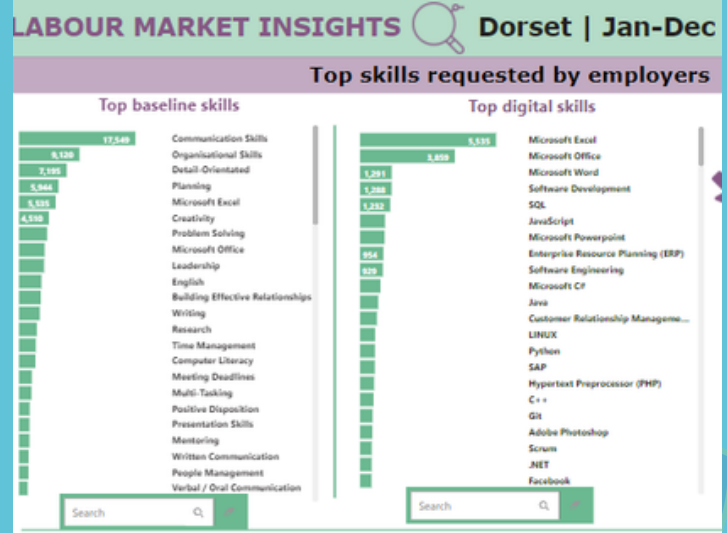 LABOUR MARKET INSIGHTS Dorset | Jan-Dec
Top skills requested by employers
Top baseline skills
17,549 Communication Skills
9,120 Organisational Skills
7,195 Detail-Orientated
5,944 Planning
5,535 Microsoft Excel
4,510 Creativity
Problem Solving
Microsoft Office
Leadership
English
Building Effective Relationships
Writing
Research
Time Management
Computer Literacy
Meeting Deadlines
Multi-Tasking
Positive Disposition
Presentation Skills
Mentoring
Written Communication
People Management
Verbal / Oral Communication
Search
Top digital skills
5,535 Microsoft Excel
3,859 Microsoft Office
1,291 Microsoft Word
1,288 Software Development
1,252 SQL
JavaScript
Microsoft Powerpoint
954 Enterprise Resource Planning (ERP)
929 Software Engineering
Microsoft C#
Java
Customer Relationship Manageme...
LINUX
Python
SAP
Hypertext Preprocessor (PHP)
C++
Git
Adobe Photoshop
Scrum
.NET
Facebook
Search